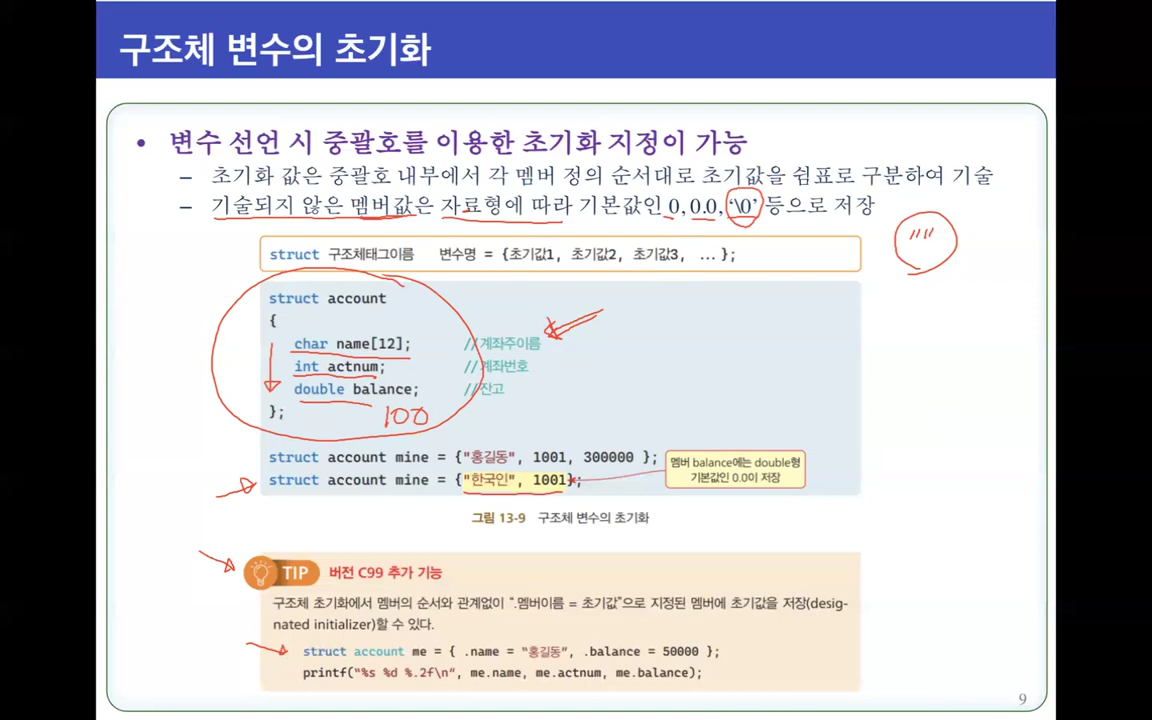 구조체 변수의 초기화
• 변수 선언 시 중괄호를 이용한 초기화 지정이 가능
– 초기화 값은 중괄호 내부에서 각 멤버 정의 순서대로 초기값을 쉼표로 구분하여 기술
– 기술되지 않은 멤버값은 자료형에 따라 기본값인 0, 0.0, ‘\0’ 등으로 저장
""
struct 구조체태그이름 변수명 = {초기값1, 초기값2, 초기값3, … };
struct account
{
char name[12]; //계좌주이름
int actnum; //계좌번호
double balance; //잔고
};
100
struct account mine = {"홍길동", 1001, 300000 };
struct account mine = {"한국인", 1001};
멤버 balance에는 double형
기본값인 0.0이 저장
그림 13-9 구조체 변수의 초기화
TIP 버전 C99 추가 기능
구조체 초기화에서 멤버의 순서와 관계없이 “.멤버이름 = 초기값”으로 지정된 멤버에 초기값을 저장(desig-
nated initializer)할 수 있다.
struct account me = { .name = "홍길동", .balance = 50000 };
printf("%s %d %.2f\n", me.name, me.actnum, me.balance);
9